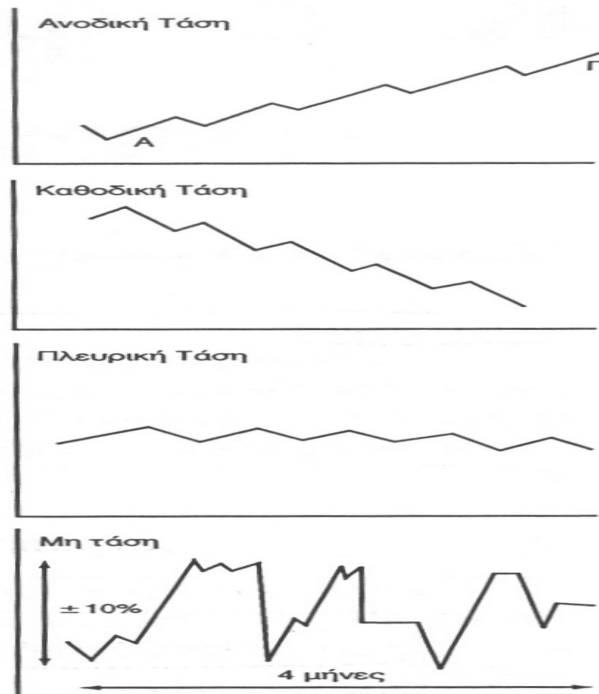 Ανοδική Τάση
Α
Π
Καθοδική Τάση
Πλευρική Τάση
Μη τάση
± 10%
4 μήνες